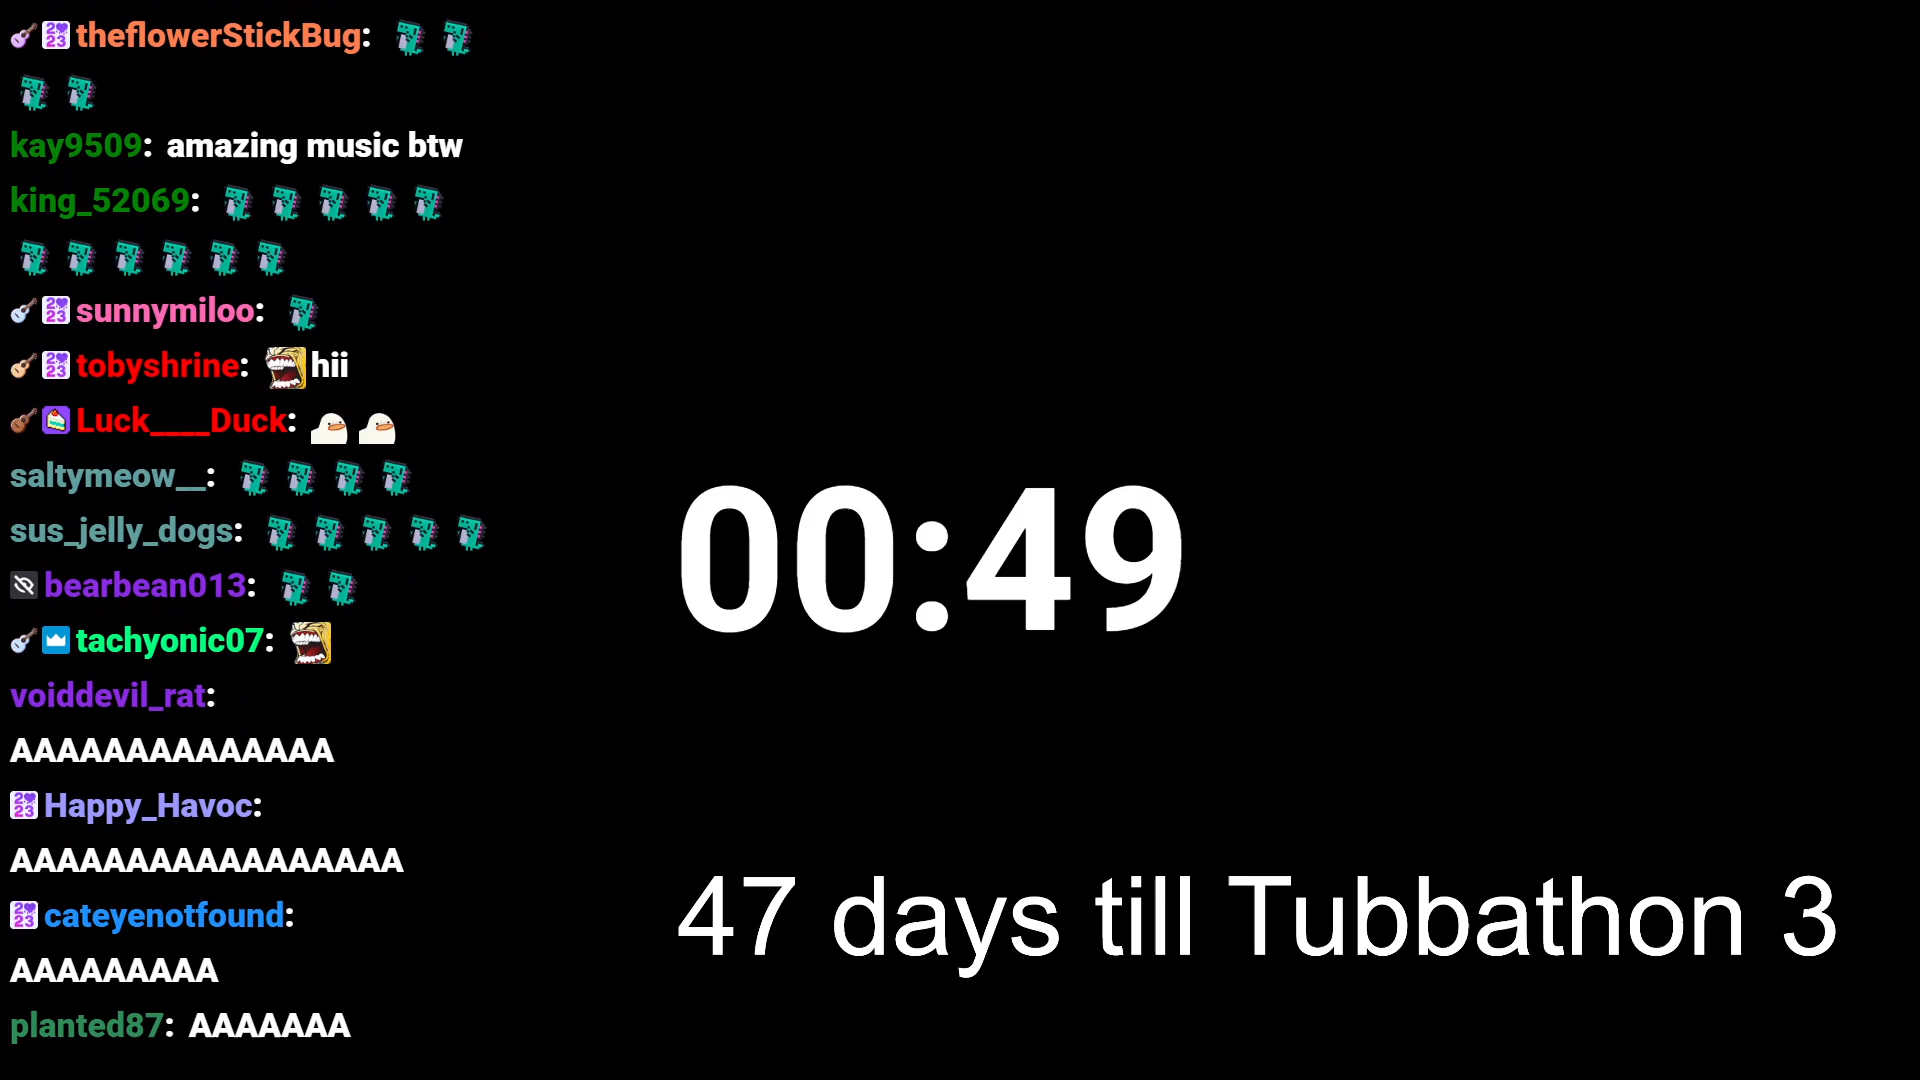 theflowerStickBug:
kay9509: amazing music btw
king_52069:
sunnymiloo:
tobyshrine: hii
Luck____Duck:
saltymeow__:
sus_jelly_dogs:
bearbean013:
tachyonic07:
voiddevil_rat:
AAAAAAAAAAAAAA
Happy_Havoc:
AAAAAAAAAAAAAAAAA
cateyenotfound:
AAAAAAAAA
planted87: AAAAAAA
00:49
47 days till Tubbathon 3